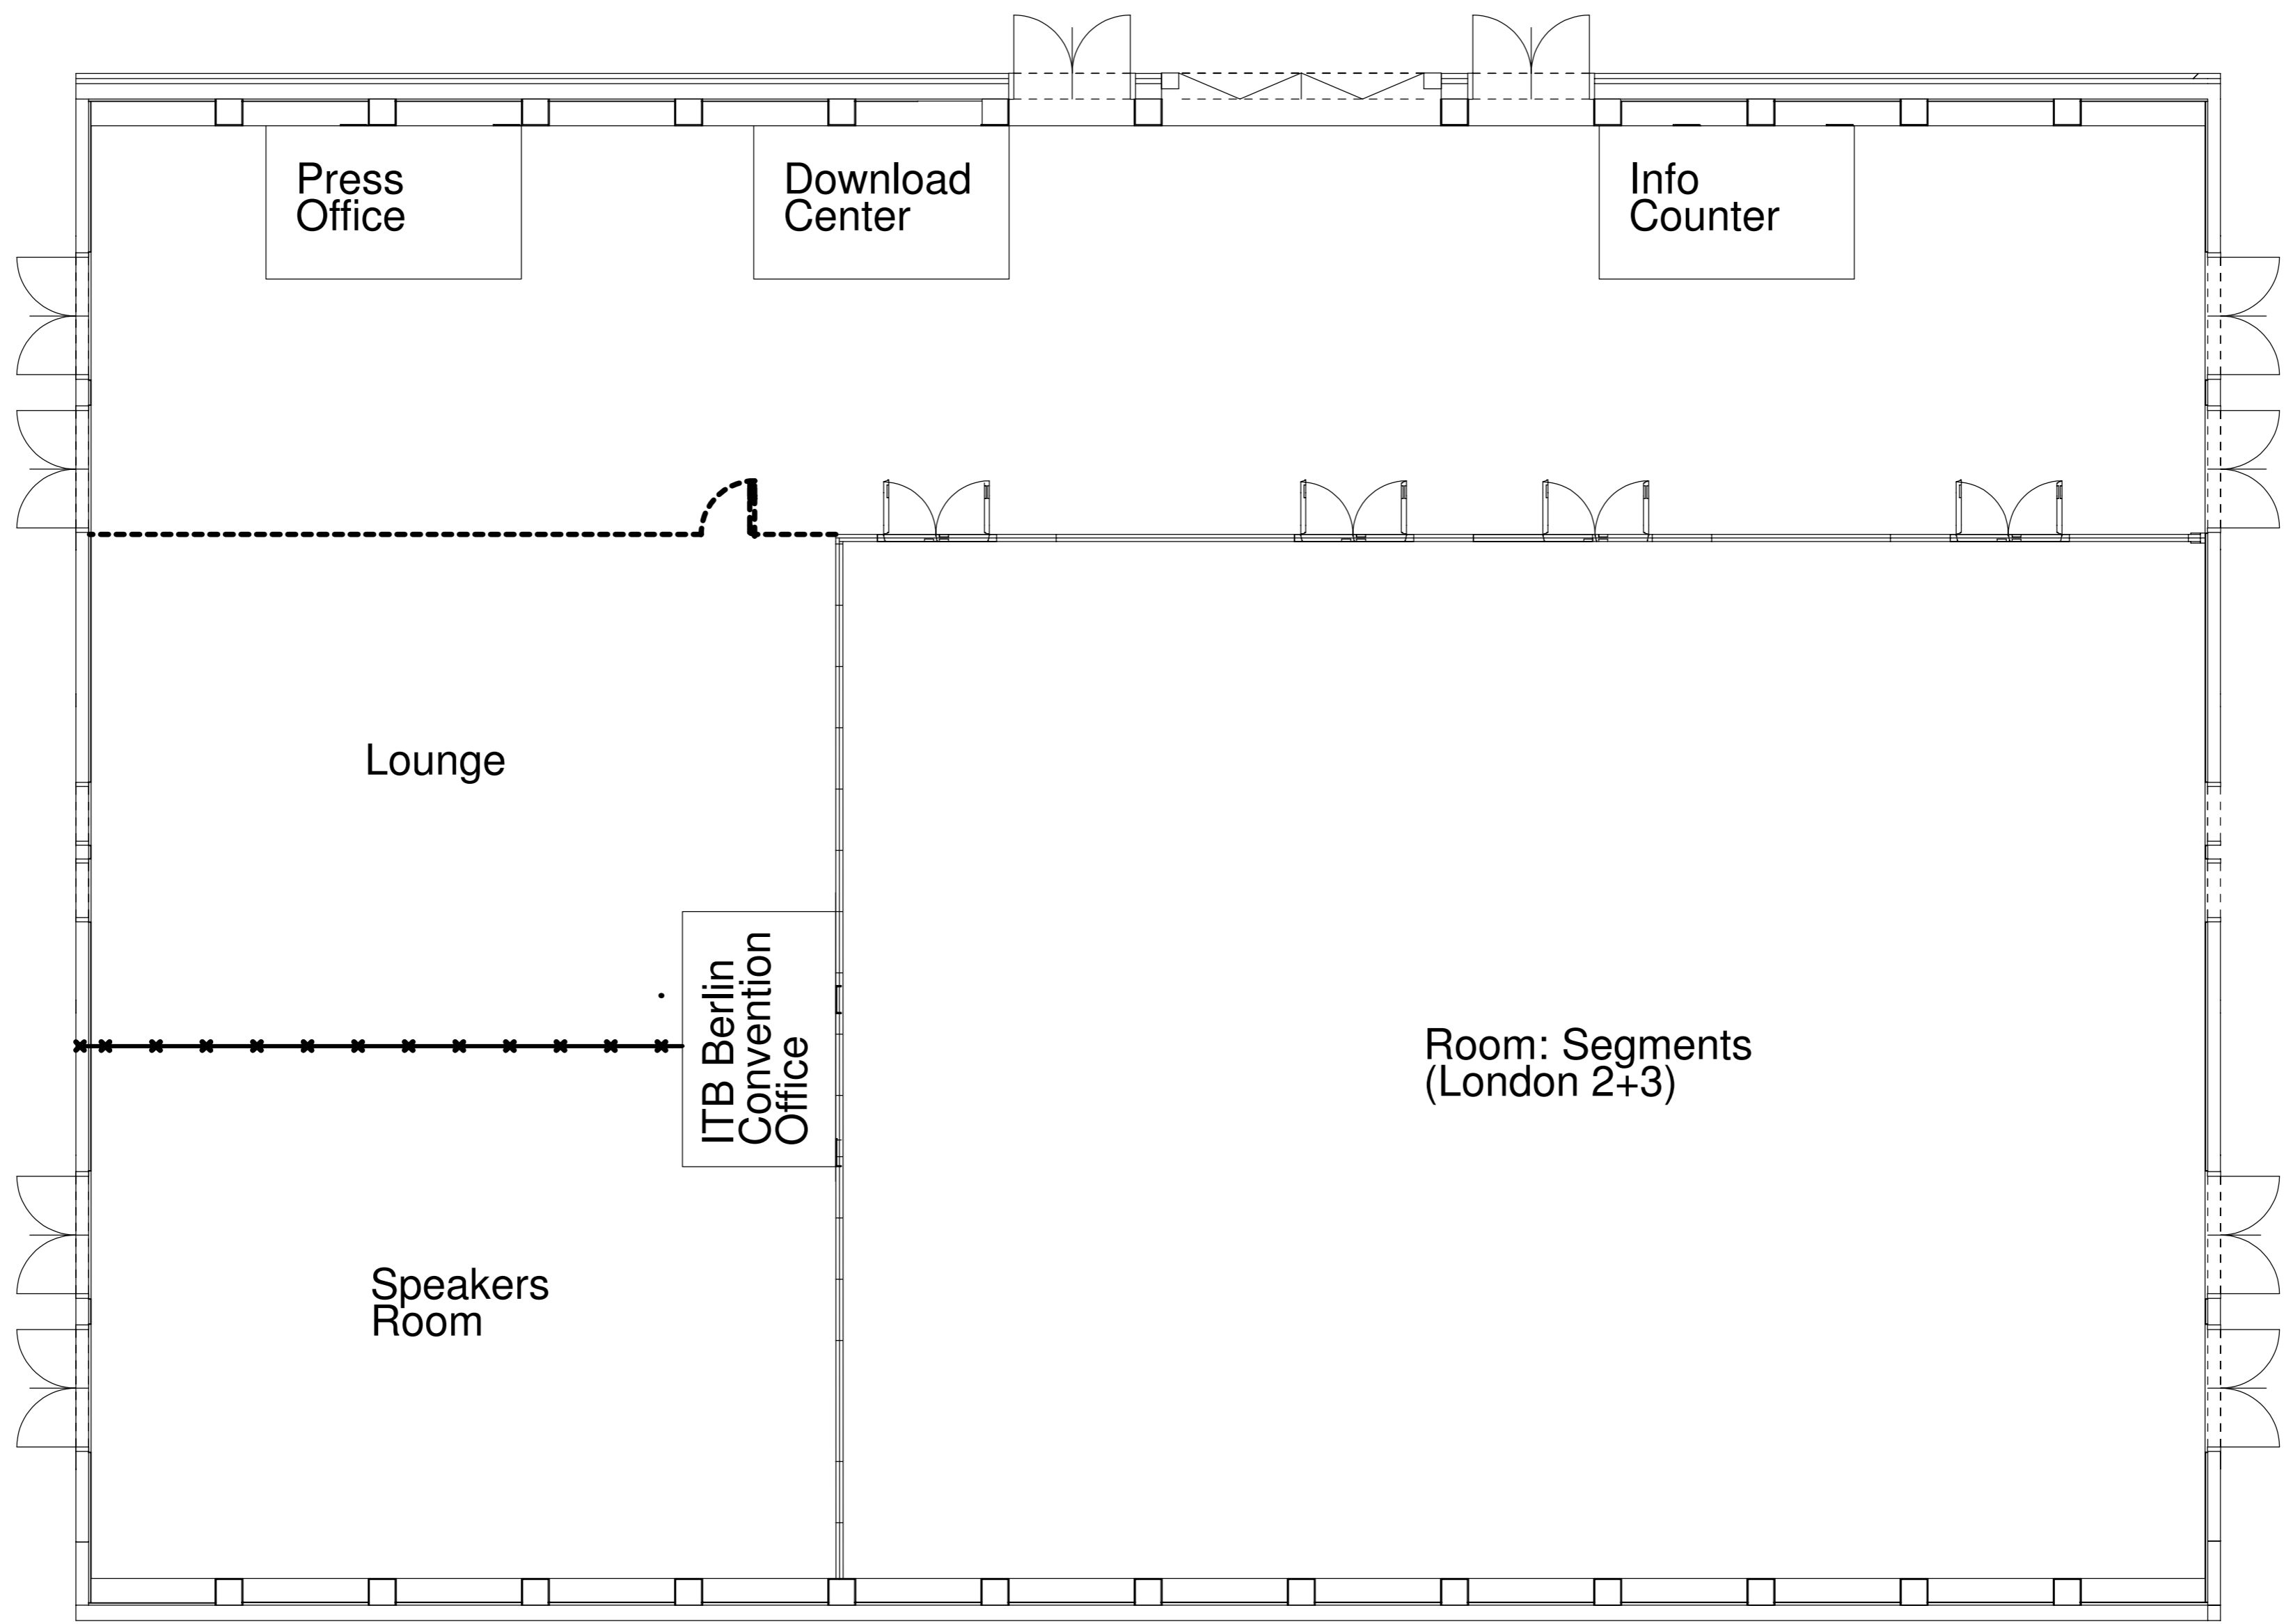 Press
Office
Download
Center
Info
Counter
Lounge
ITB Berlin
Convention
Office
Room: Segments
(London 2+3)
Speakers
Room